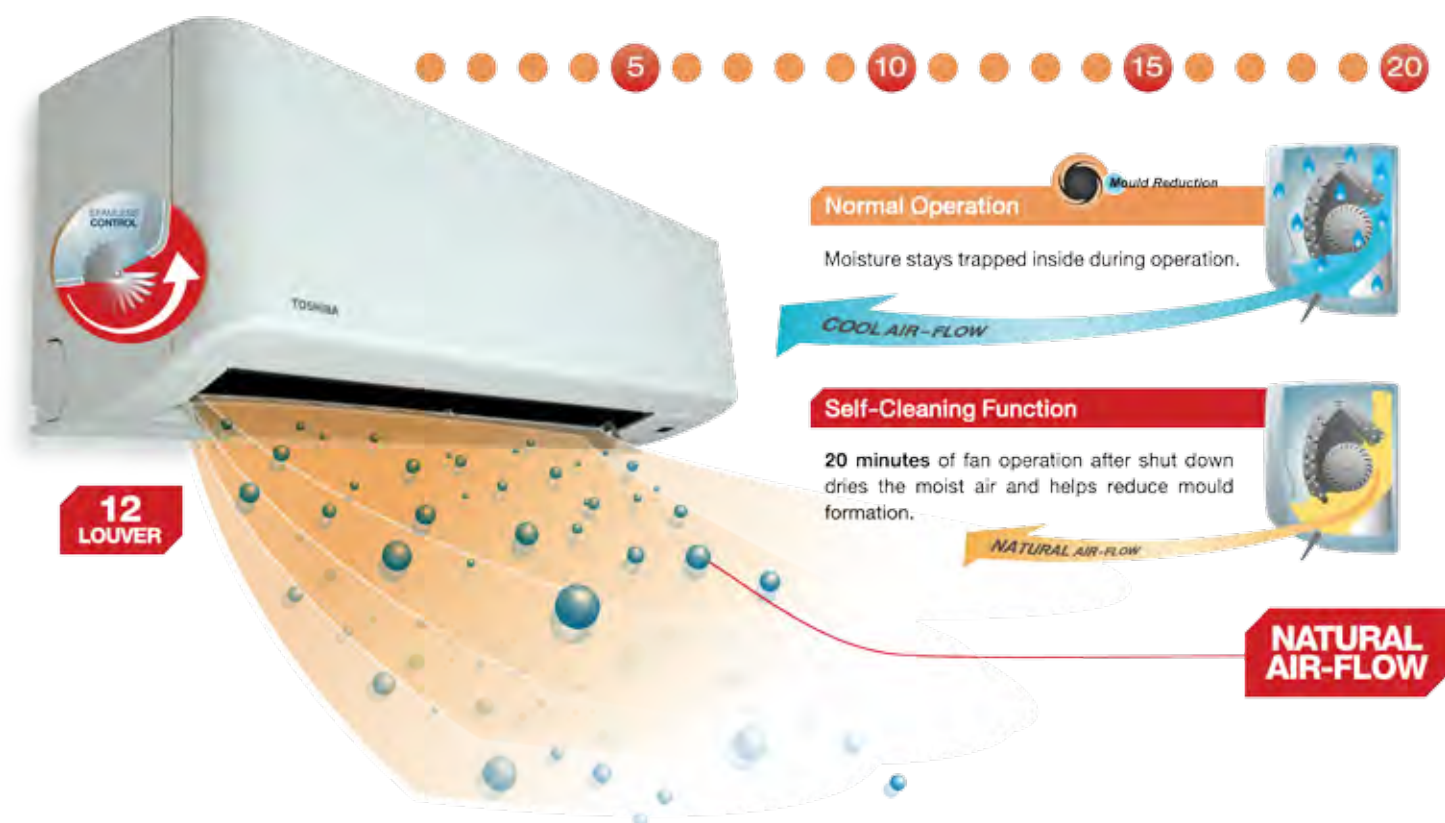 5 10 15 20
SEAMLESS
CONTROL
TOSHIBA
12
LOUVER
Mould Reduction
Normal Operation
Moisture stays trapped inside during operation.
COOL AIR-FLOW
Self-Cleaning Function
20 minutes of fan operation after shut down
dries the moist air and helps reduce mould
formation.
NATURAL AIR-FLOW
NATURAL
AIR-FLOW